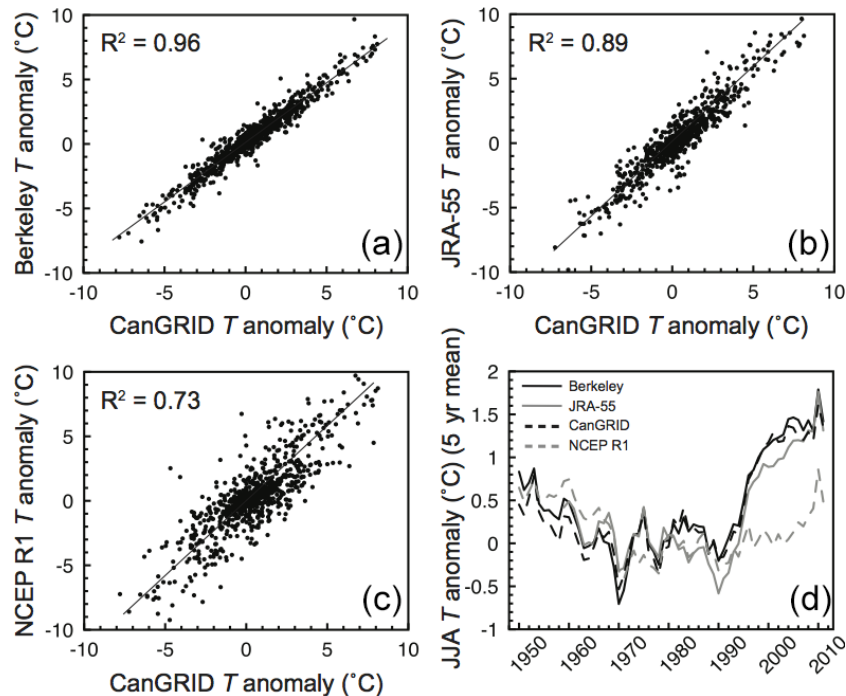 R² = 0.96
(a)
Berkeley T anomaly (˚C)
10
5
0
-5
-10
-10 -5 0 5 10
CanGRID T anomaly (˚C)
R² = 0.89
(b)
JRA-55 T anomaly (˚C)
10
5
0
-5
-10
-10 -5 0 5 10
CanGRID T anomaly (˚C)
R² = 0.73
(c)
NCEP R1 T anomaly (˚C)
10
5
0
-5
-10
-10 -5 0 5 10
CanGRID T anomaly (˚C)
Berkeley
JRA-55
CanGRID
NCEP R1
(d)
JJA T anomaly (˚C) (5 yr mean)
2
1.5
1
0.5
0
-0.5
-1
1950 1960 1970 1980 1990 2000 2010